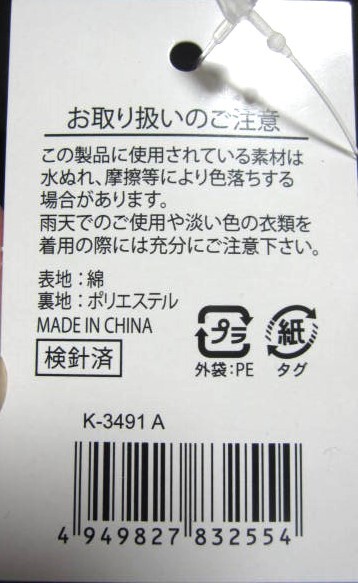 お取り扱いのご注意
この製品に使用されている素材は
水ぬれ、摩擦等により色落ちする
場合があります。
雨天でのご使用や淡い色の衣類を
着用の際には充分にご注意下さい。
表地：綿
裏地：ポリエステル
MADE IN CHINA
検針済
プラ
外袋：PE
紙
タグ
K-3491 A
4 949827 832554